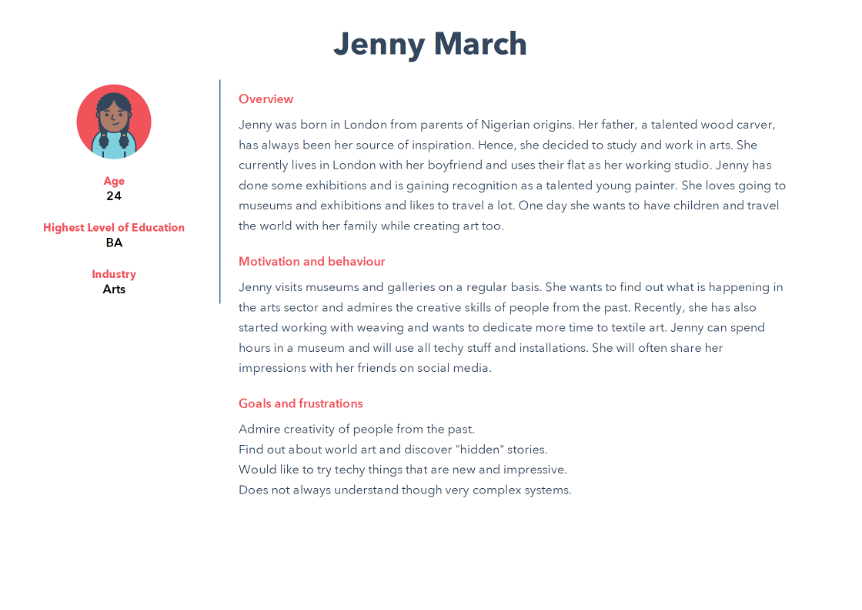 Jenny March
Age
24
Highest Level of Education
BA
Industry
Arts
Overview
Jenny was born in London from parents of Nigerian origins. Her father, a talented wood carver,
has always been her source of inspiration. Hence, she decided to study and work in arts. She
currently lives in London with her boyfriend and uses their flat as her working studio. Jenny has
done some exhibitions and is gaining recognition as a talented young painter. She loves going to
museums and exhibitions and likes to travel a lot. One day she wants to have children and travel
the world with her family while creating art too.
Motivation and behaviour
Jenny visits museums and galleries on a regular basis. She wants to find out what is happening in
the arts sector and admires the creative skills of people from the past. Recently, she has also
started working with weaving and wants to dedicate more time to textile art. Jenny can spend
hours in a museum and will use all techy stuff and installations. She will often share her
impressions with her friends on social media.
Goals and frustrations
Admire creativity of people from the past.
Find out about world art and discover "hidden" stories.
Would like to try techy things that are new and impressive.
Does not always understand though very complex systems.